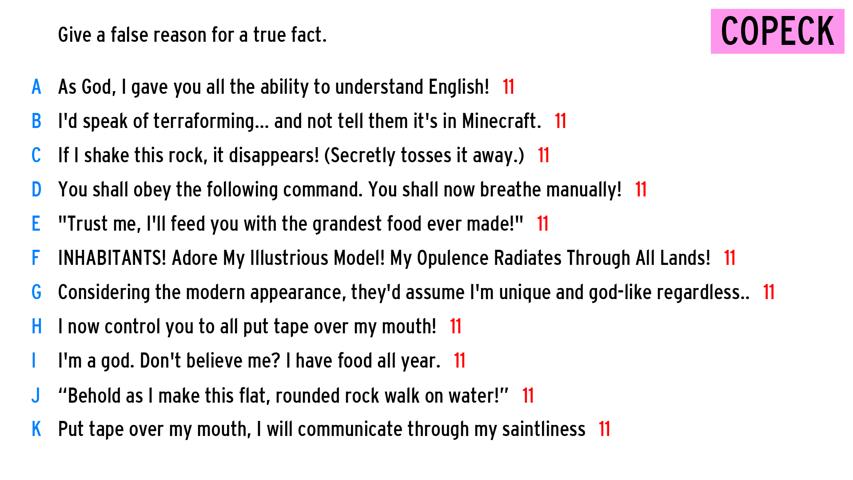 Give a false reason for a true fact.
COPECK
A As God, I gave you all the ability to understand English! 11
B I'd speak of terraforming... and not tell them it's in Minecraft. 11
C If I shake this rock, it disappears! (Secretly tosses it away.) 11
D You shall obey the following command. You shall now breathe manually! 11
E "Trust me, I'll feed you with the grandest food ever made!" 11
F INHABITANTS! Adore My Illustrious Model! My Opulence Radiates Through All Lands! 11
G Considering the modern appearance, they'd assume I'm unique and god-like regardless.. 11
H I now control you to all put tape over my mouth! 11
I I'm a god. Don't believe me? I have food all year. 11
J “Behold as I make this flat, rounded rock walk on water!” 11
K Put tape over my mouth, I will communicate through my saintliness 11